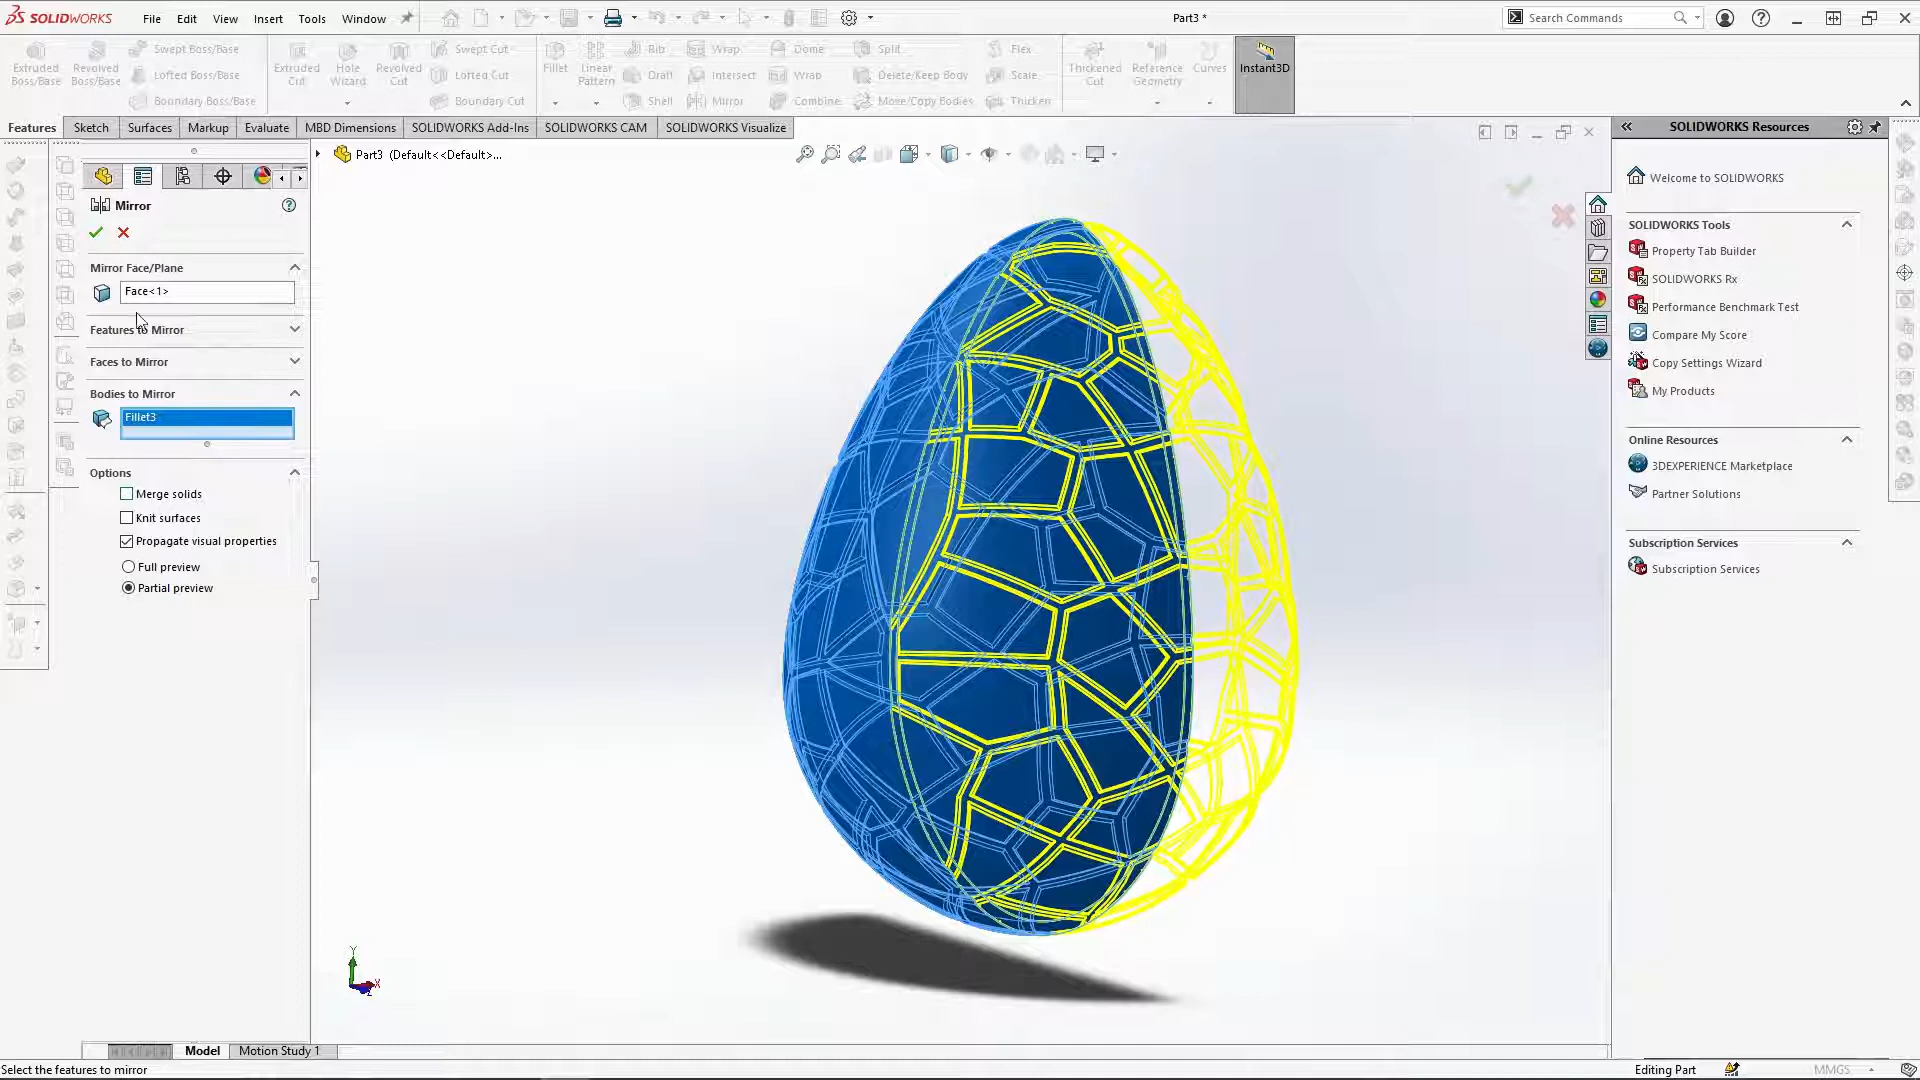 SOLIDWORKS
File Edit View Insert Tools Window
Part3 *
Search Commands
Extruded Boss/Base
Revolved Boss/Base
Swept Boss/Base
Lofted Boss/Base
Boundary Boss/Base
Extruded Cut
Hole Wizard
Revolved Cut
Swept Cut
Lofted Cut
Boundary Cut
Fillet
Linear Pattern
Rib
Draft
Shell
Wrap
Intersect
Mirror
Dome
Wrap
Combine
Split
Delete/Keep Body
Move/Copy Bodies
Flex
Scale
Thicken
Thickened Cut
Reference Geometry
Curves
Instant3D
Features Sketch Surfaces Markup Evaluate MBD Dimensions SOLIDWORKS Add-Ins SOLIDWORKS CAM SOLIDWORKS Visualize
Part3 (Default<<Default>...
Mirror
Mirror Face/Plane
Face<1>
Features to Mirror
Faces to Mirror
Bodies to Mirror
Fillet3
Options
Merge solids
Knit surfaces
Propagate visual properties
Full preview
Partial preview
Y
X
Z
SOLIDWORKS Resources
Welcome to SOLIDWORKS
SOLIDWORKS Tools
Property Tab Builder
SOLIDWORKS Rx
Performance Benchmark Test
Compare My Score
Copy Settings Wizard
My Products
Online Resources
3DEXPERIENCE Marketplace
Partner Solutions
Subscription Services
Subscription Services
Model Motion Study 1
Select the features to mirror
Editing Part
MMGS